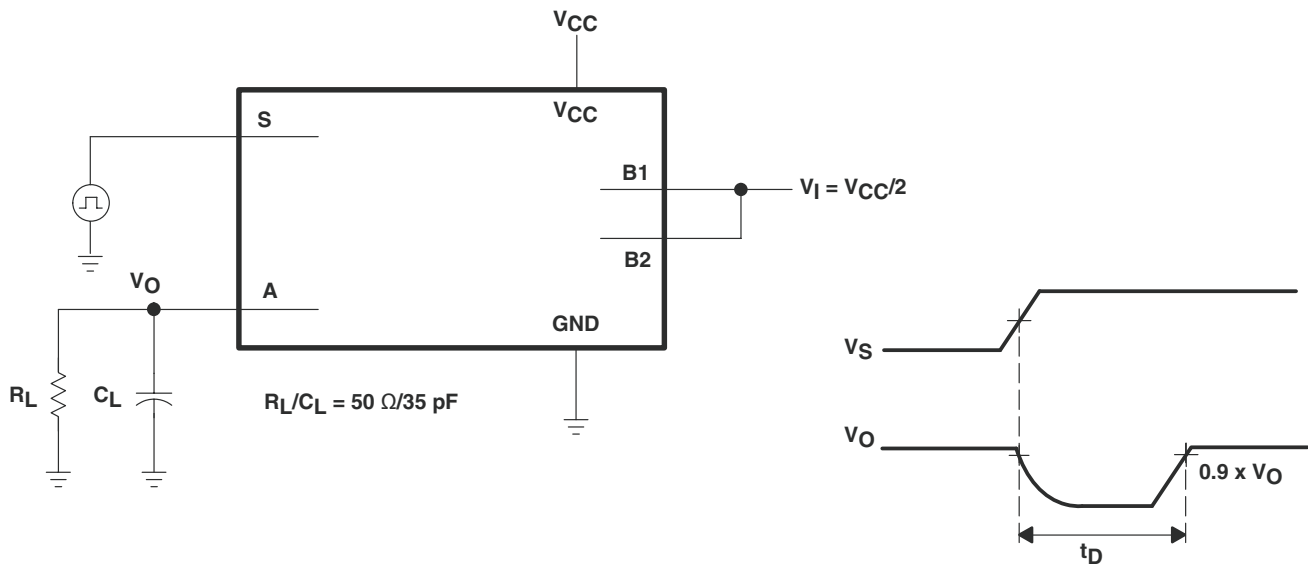 VCC
VCC
S
B1
VI = VCC/2
B2
VO
A
GND
RL
CL
RL/CL = 50 Ω/35 pF
VS
VO
0.9 x VO
tD